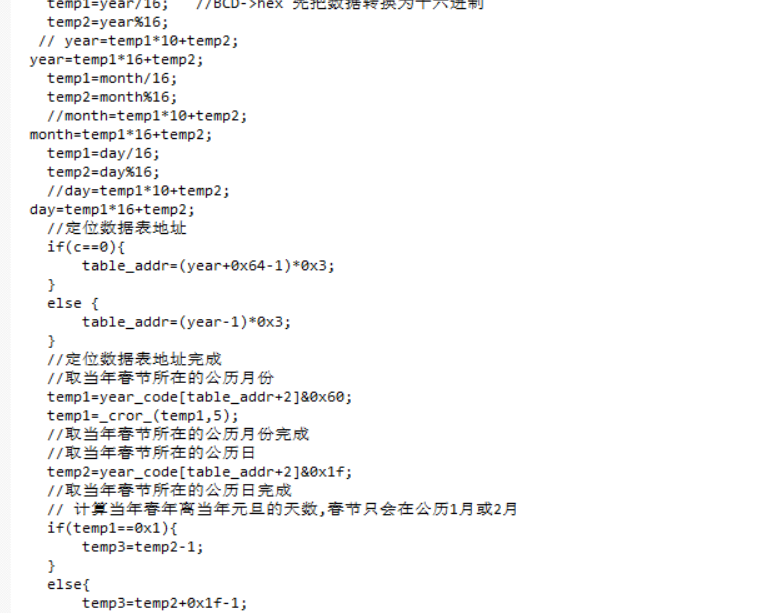 temp1=year/16;   //BCD->hex 先把数据转换为十六进制
temp2=year%16;
// year=temp1*10+temp2;
year=temp1*16+temp2;
temp1=month/16;
temp2=month%16;
//month=temp1*10+temp2;
month=temp1*16+temp2;
temp1=day/16;
temp2=day%16;
//day=temp1*10+temp2;
day=temp1*16+temp2;
//定位数据表地址
if(c==0){
table_addr=(year+0x64-1)*0x3;
}
else {
table_addr=(year-1)*0x3;
}
//定位数据表地址完成
//取当年春节所在的公历月份
temp1=year_code[table_addr+2]&0x60;
temp1=_cror_(temp1,5);
//取当年春节所在的公历月份完成
//取当年春节所在的公历日
temp2=year_code[table_addr+2]&0x1f;
//取当年春节所在的公历日完成
// 计算当年春年离当年元旦的天数,春节只会在公历1月或2月
if(temp1==0x1){
temp3=temp2-1;
}
else{
temp3=temp2+0x1f-1;